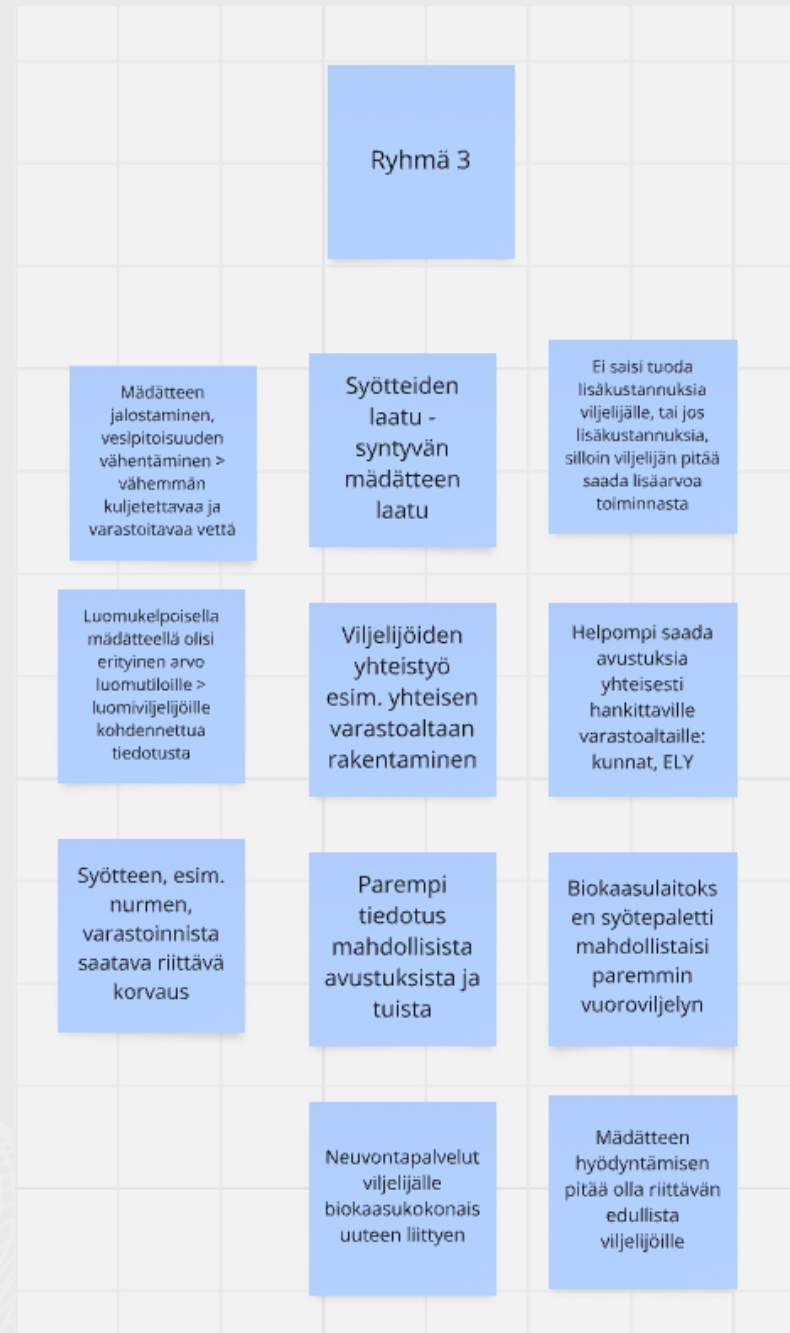 Ryhmä 3
Mädätteen
jalostaminen,
vesipitoisuuden
vähentäminen >
vähemmän
kuljetettavaa ja
varastoitavaa vettä
Syötteiden
laatu -
syntyvän
mädätteen
laatu
Ei saisi tuoda
lisäkustannuksia
viljelijälle, tai jos
lisäkustannuksia,
silloin viljelijän pitää
saada lisäarvoa
toiminnasta
Luomukelpoisella
mädätteellä olisi
erityinen arvo
luomutiloille >
luomiviljelijöille
kohdennettua
tiedotusta
Viljelijöiden
yhteistyö
esim. yhteisen
varastoaltaan
rakentaminen
Helpompi saada
avustuksia
yhteisesti
hankittaville
varastoaltaille:
kunnat, ELY
Syötteen, esim.
nurmen,
varastoinnista
saatava riittävä
korvaus
Parempi
tiedotus
mahdollisista
avustuksista ja
tuista
Biokaasulaitoks
en syötepaletti
mahdollistaisi
paremmin
vuoroviljelyn
Neuvontapalvelut
viljelijälle
biokaasukokonais
uuteen liittyen
Mädätteen
hyödyntämisen
pitää olla riittävän
edullista
viljelijöille